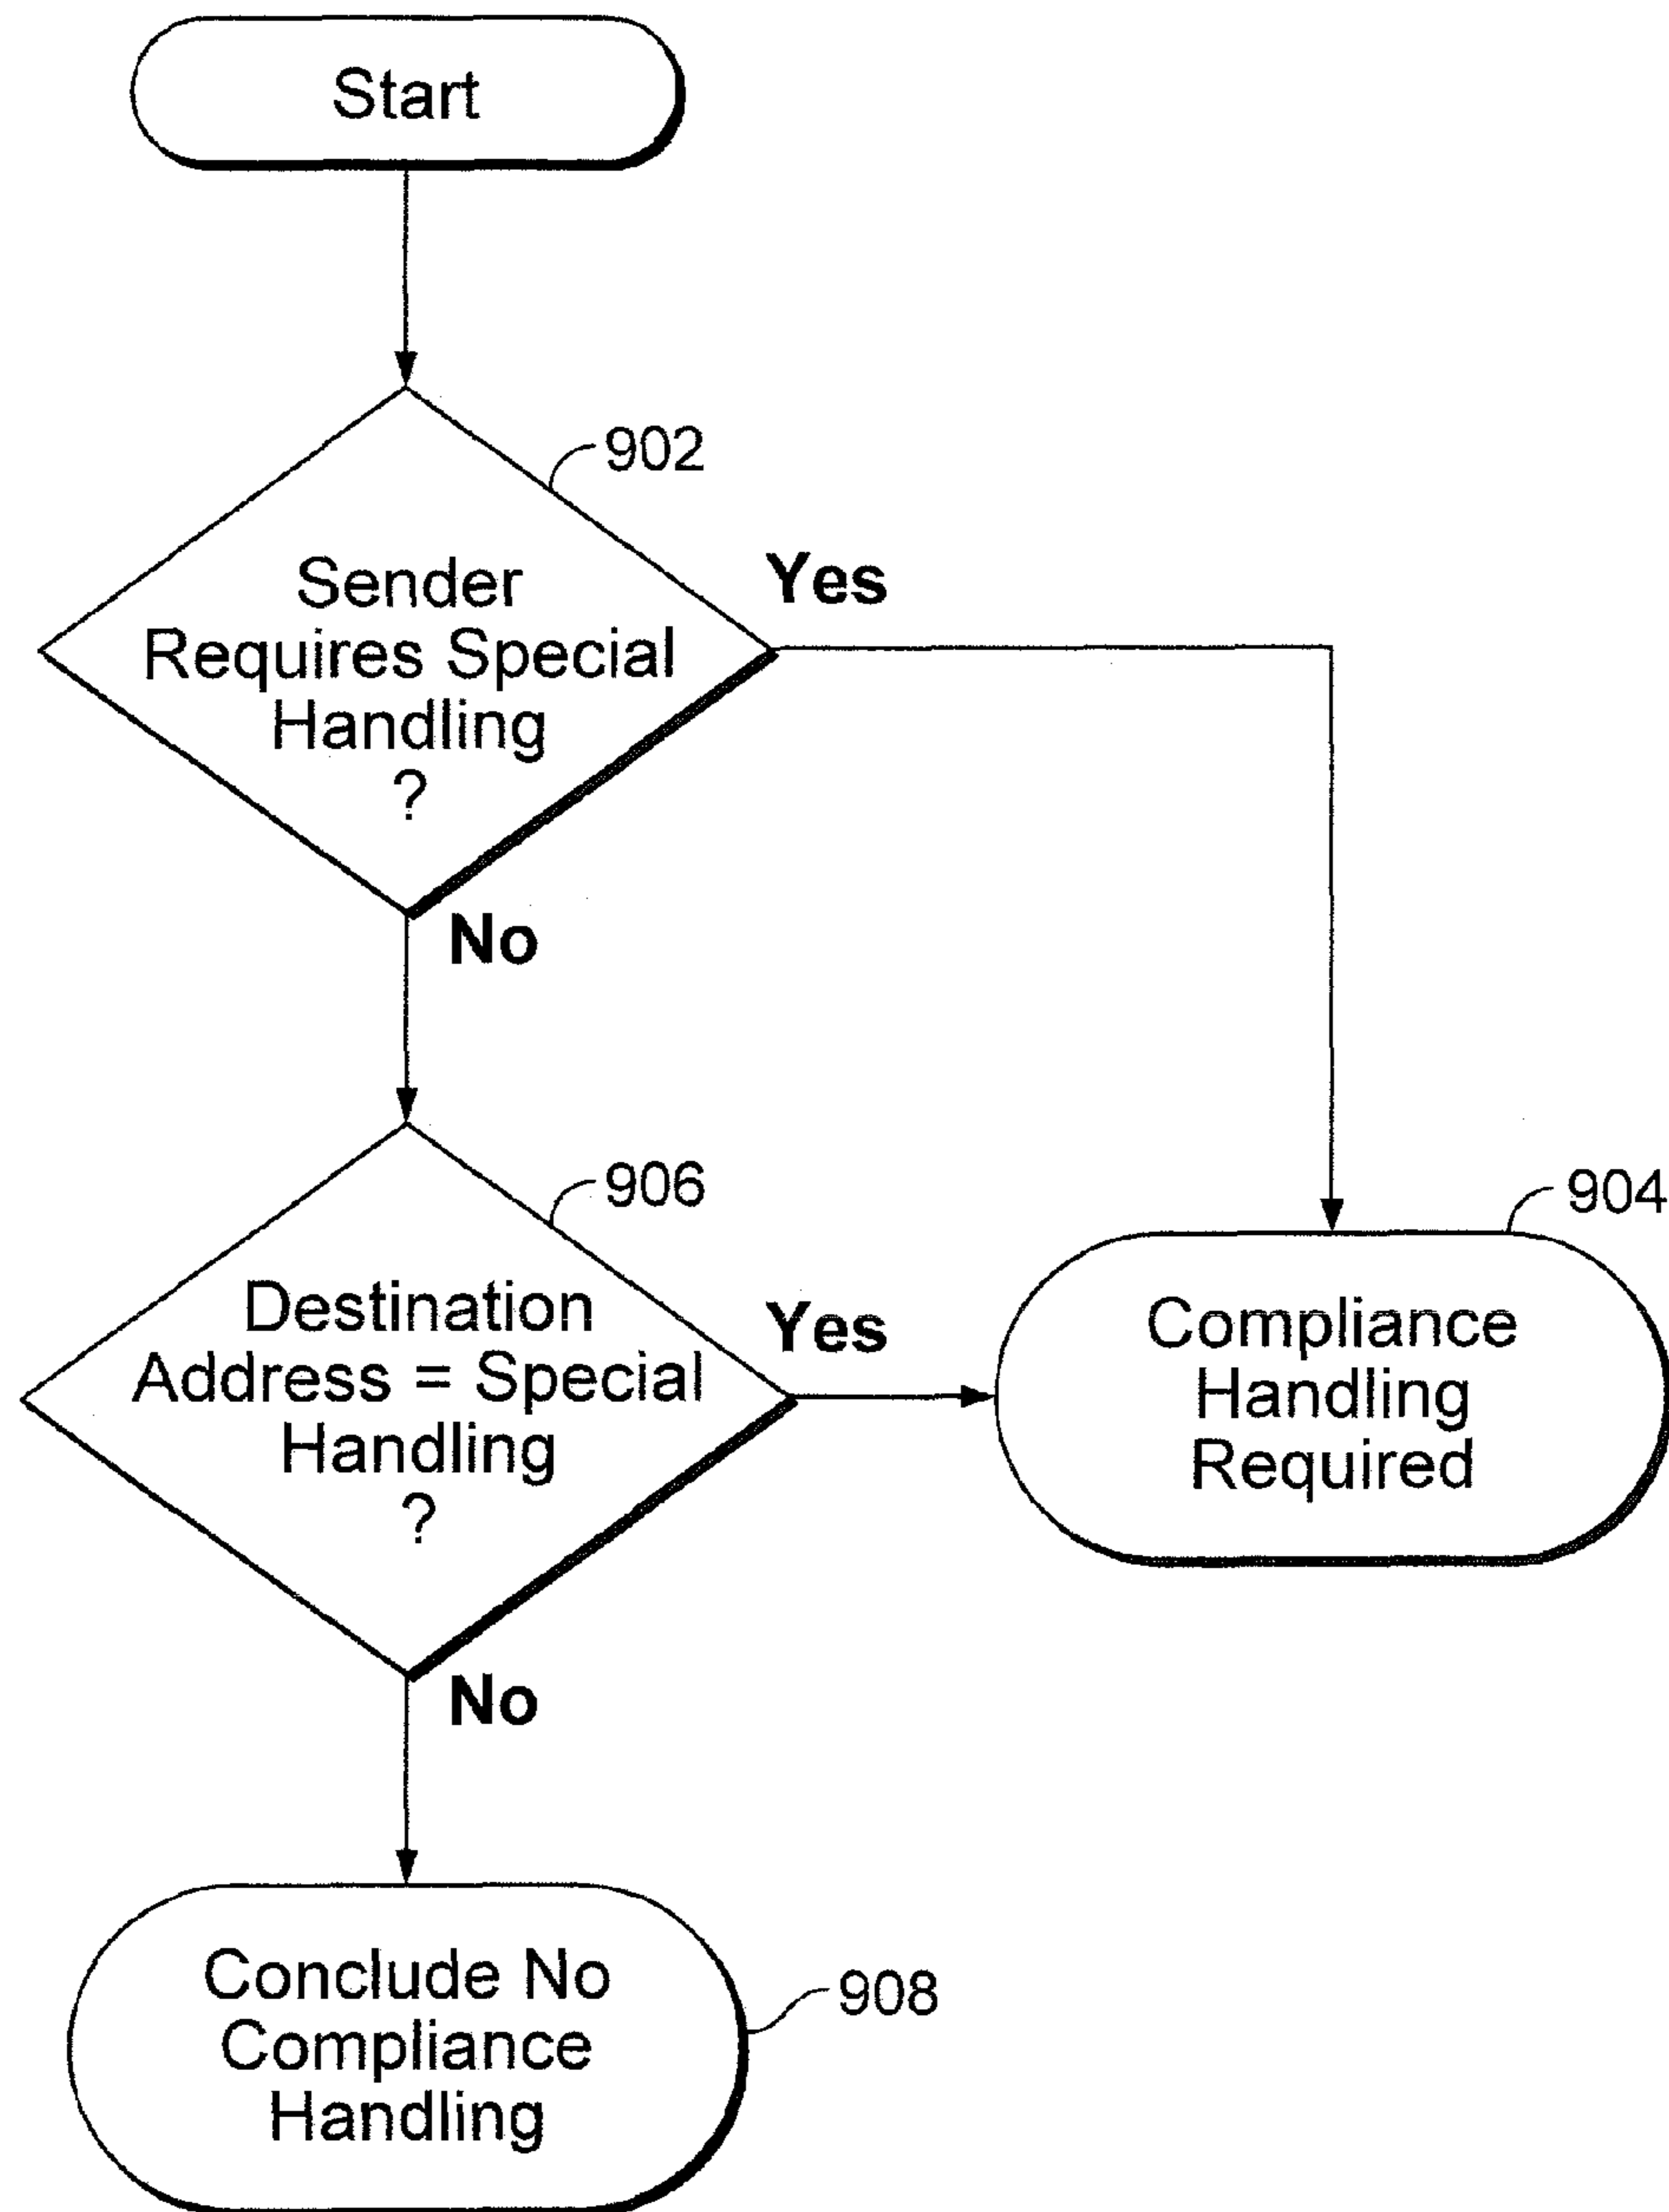 Start
902
Sender
Requires Special
Handling
?
Yes
No
906
Destination
Address = Special
Handling
?
Yes
No
904
Compliance
Handling
Required
Conclude No
Compliance
Handling
908